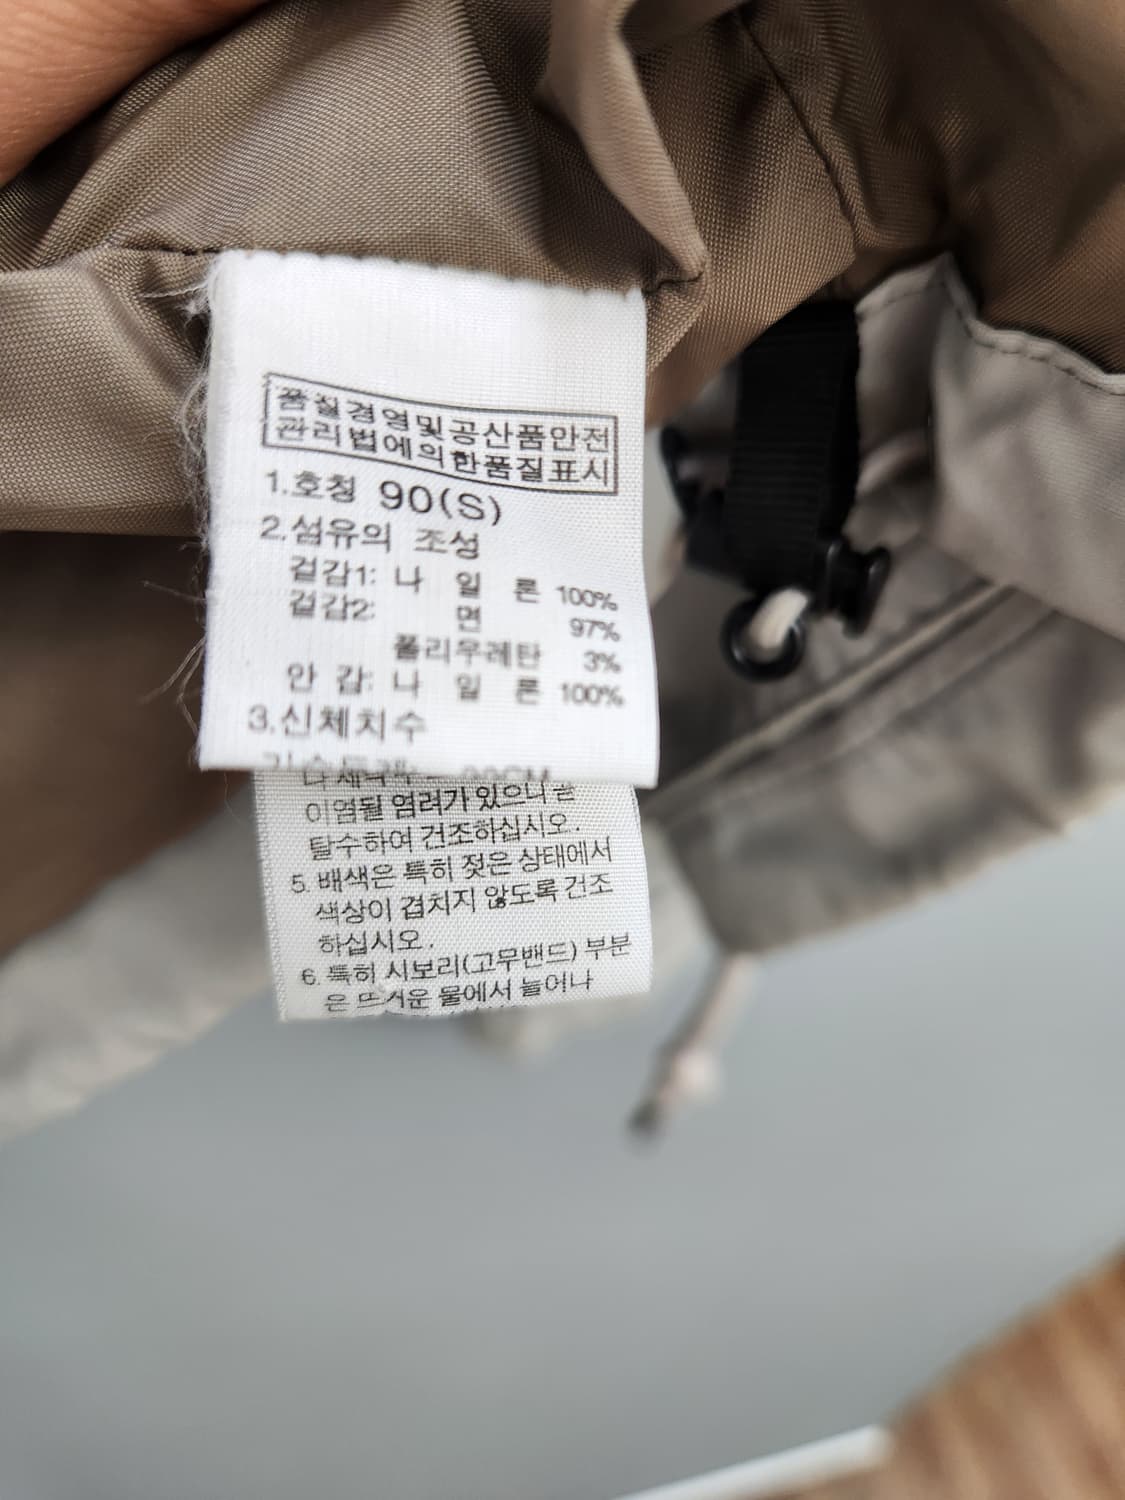 품질경영및공산품안전
관리법에의한품질표시
1.호칭 90(S)
2.섬유의 조성
겉감1: 나 일 론 100%
겉감2: 면 97%
폴리우레탄 3%
안 감: 나 일 론 100%
3.신체치수
이염될 염려가 있으니 곧
탈수하여 건조하십시오.
5. 배색은 특히 젖은 상태에서
색상이 겹치지 않도록 건조
하십시오.
6. 특히 시보리(고무밴드) 부분
은 뜨거운 물에서 늘어나